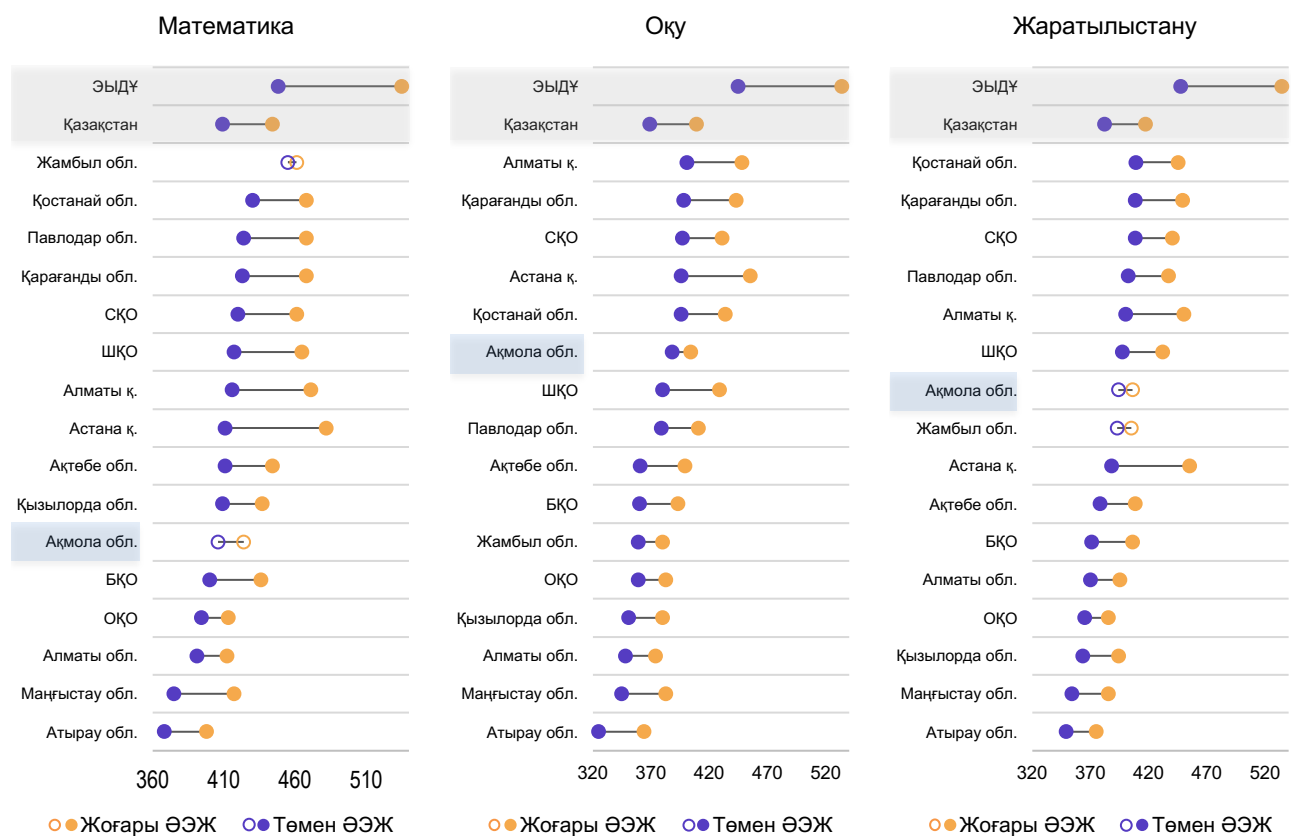 Математика
ЭЫДҰ
Қазақстан
Жамбыл обл.
Қостанай обл.
Павлодар обл.
Қарағанды обл.
СҚО
ШҚО
Алматы қ.
Астана қ.
Ақтөбе обл.
Қызылорда обл.
Ақмола обл.
БҚО
ОҚО
Алматы обл.
Маңғыстау обл.
Атырау обл.
360 410 460 510
Жоғары ӘЭЖ Төмен ӘЭЖ
Оқу
ЭЫДҰ
Қазақстан
Алматы қ.
Қарағанды обл.
СҚО
Астана қ.
Қостанай обл.
Ақмола обл.
ШҚО
Павлодар обл.
Ақтөбе обл.
БҚО
Жамбыл обл.
ОҚО
Қызылорда обл.
Алматы обл.
Маңғыстау обл.
Атырау обл.
320 370 420 470 520
Жоғары ӘЭЖ Төмен ӘЭЖ
Жаратылыстану
ЭЫДҰ
Қазақстан
Қостанай обл.
Қарағанды обл.
СҚО
Павлодар обл.
Алматы қ.
ШҚО
Ақмола обл.
Жамбыл обл.
Астана қ.
Ақтөбе обл.
БҚО
Алматы обл.
ОҚО
Қызылорда обл.
Маңғыстау обл.
Атырау обл.
320 370 420 470 520
Жоғары ӘЭЖ Төмен ӘЭЖ